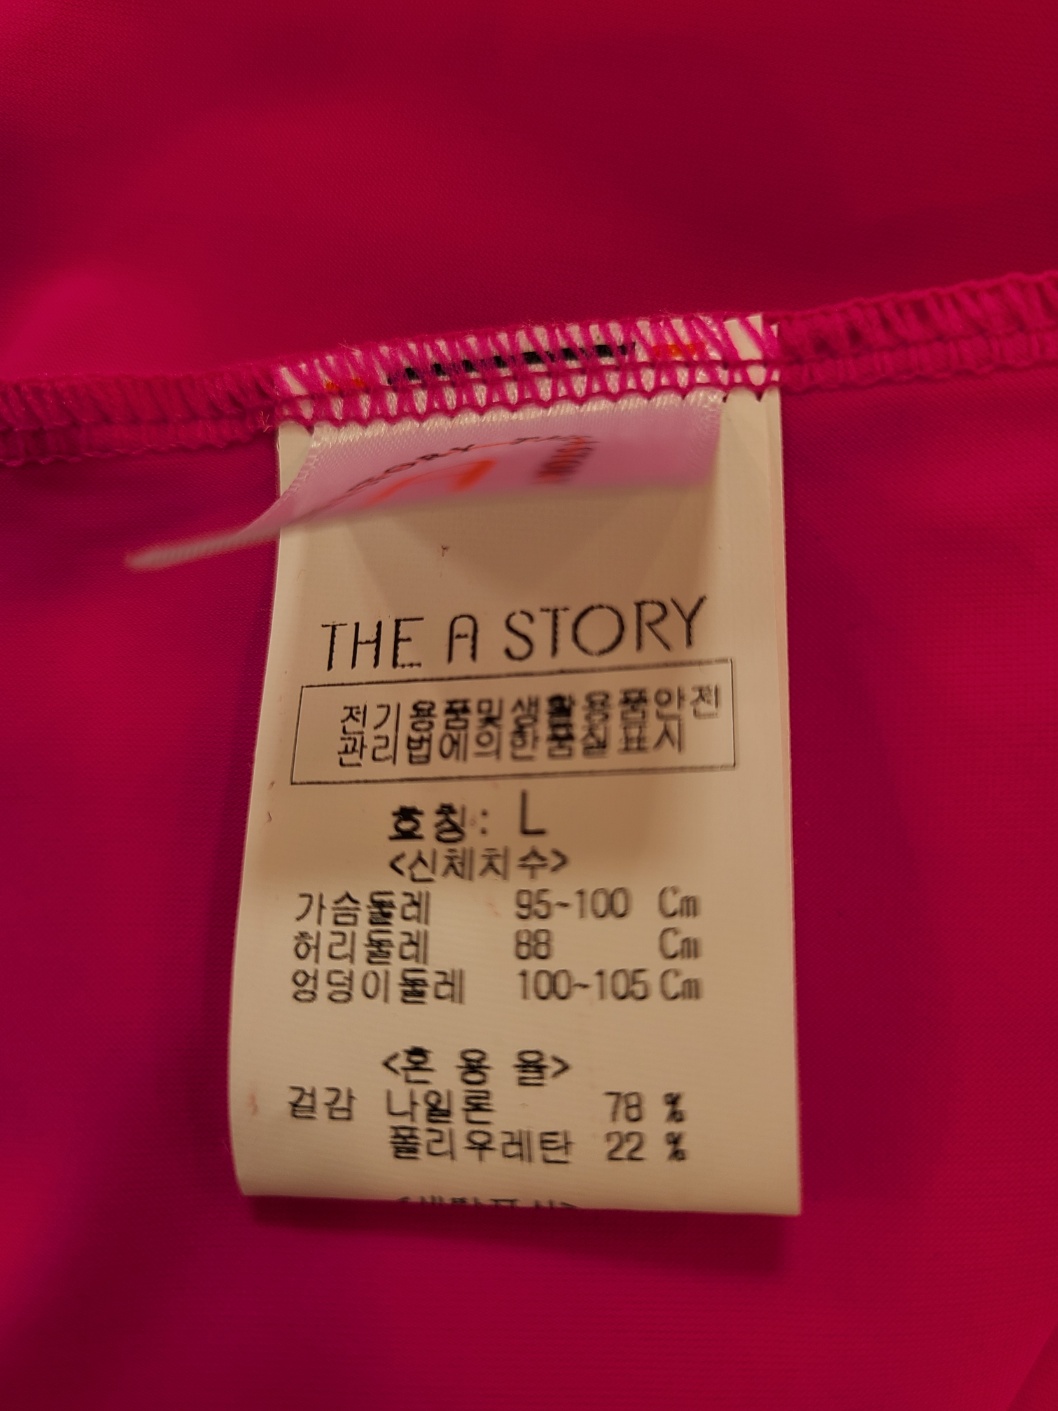 THE A STORY
전기용품및생활용품안전
관리법에의한품질표시
호칭: L
<신체치수>
가슴둘레 95~100 Cm
허리둘레 88 Cm
엉덩이둘레 100~105 Cm
<혼 용 율>
겉감 나일론 78 %
폴리우레탄 22 %